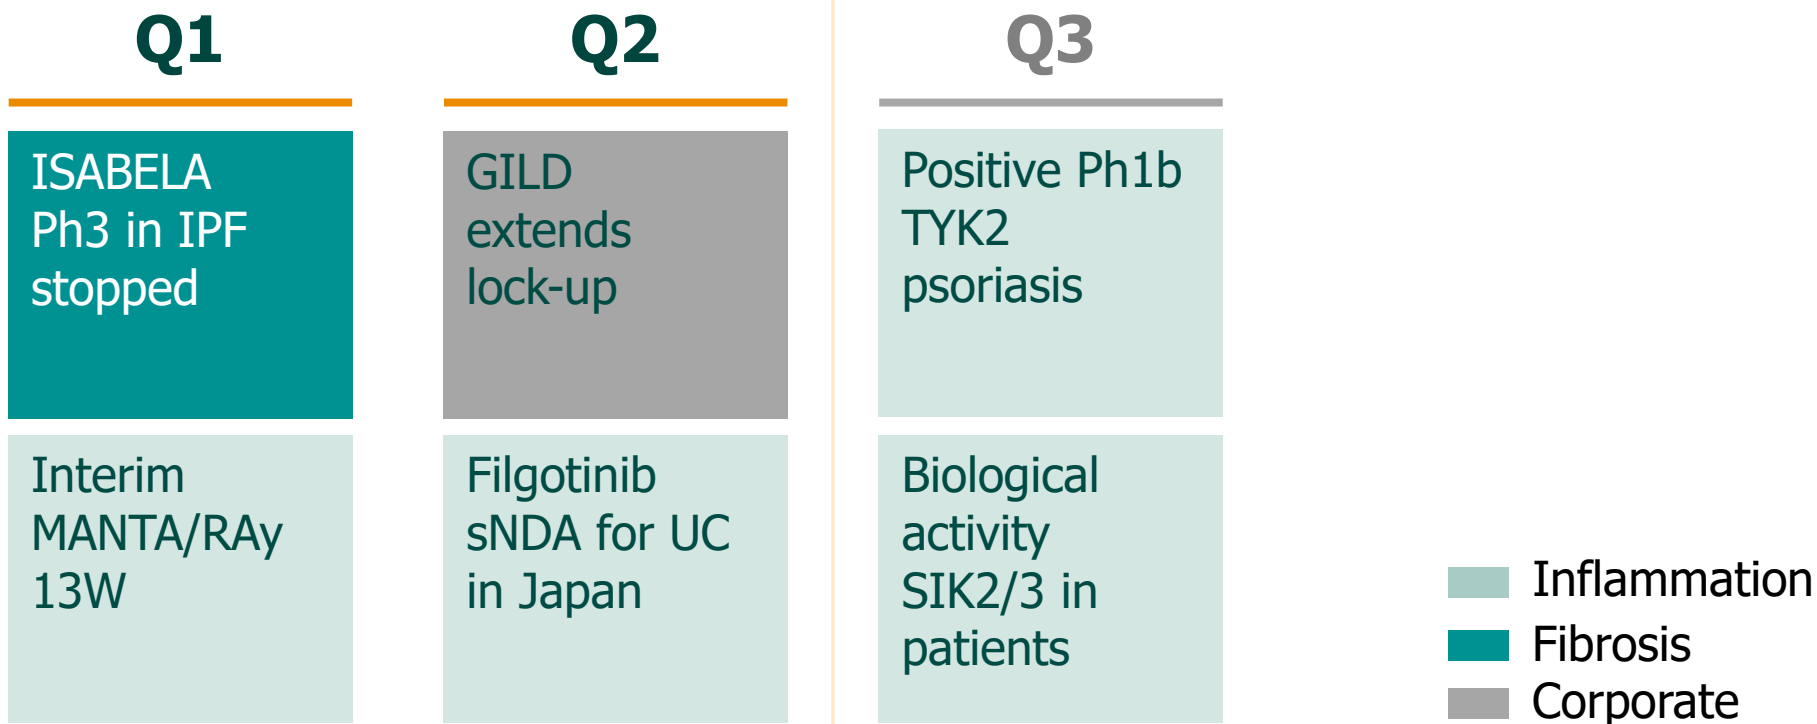 Q1
ISABELA
Ph3 in IPF
stopped
Interim
MANTA/RAy
13W
Q2
GILD
extends
lock-up
Filgotinib
sNDA for UC
in Japan
Q3
Positive Ph1b
TYK2
psoriasis
Biological
activity
SIK2/3 in
patients
Inflammation
Fibrosis
Corporate